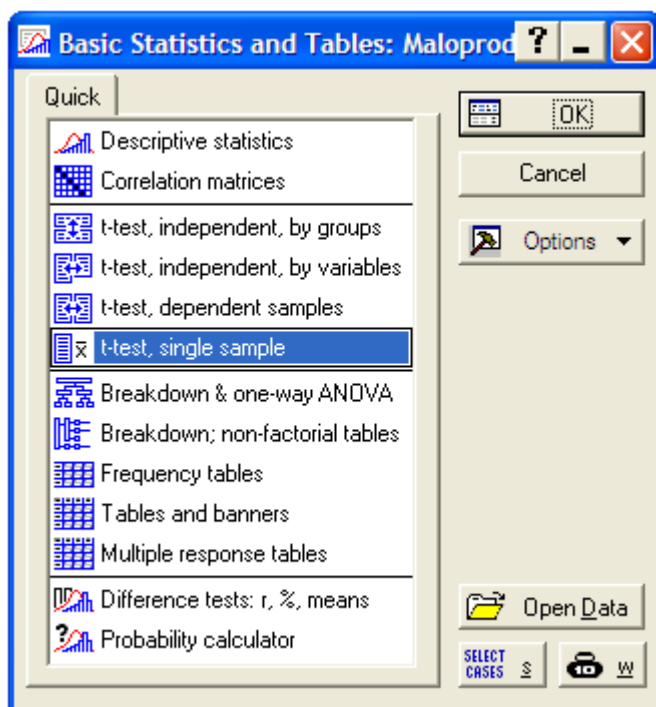 Basic Statistics and Tables: Maloprod
Quick
Descriptive statistics
Correlation matrices
t-test, independent, by groups
t-test, independent, by variables
t-test, dependent samples
t-test, single sample
Breakdown & one-way ANOVA
Breakdown; non-factorial tables
Frequency tables
Tables and banners
Multiple response tables
Difference tests: r, %, means
Probability calculator
OK
Cancel
Options
Open Data
SELECT CASES S
W